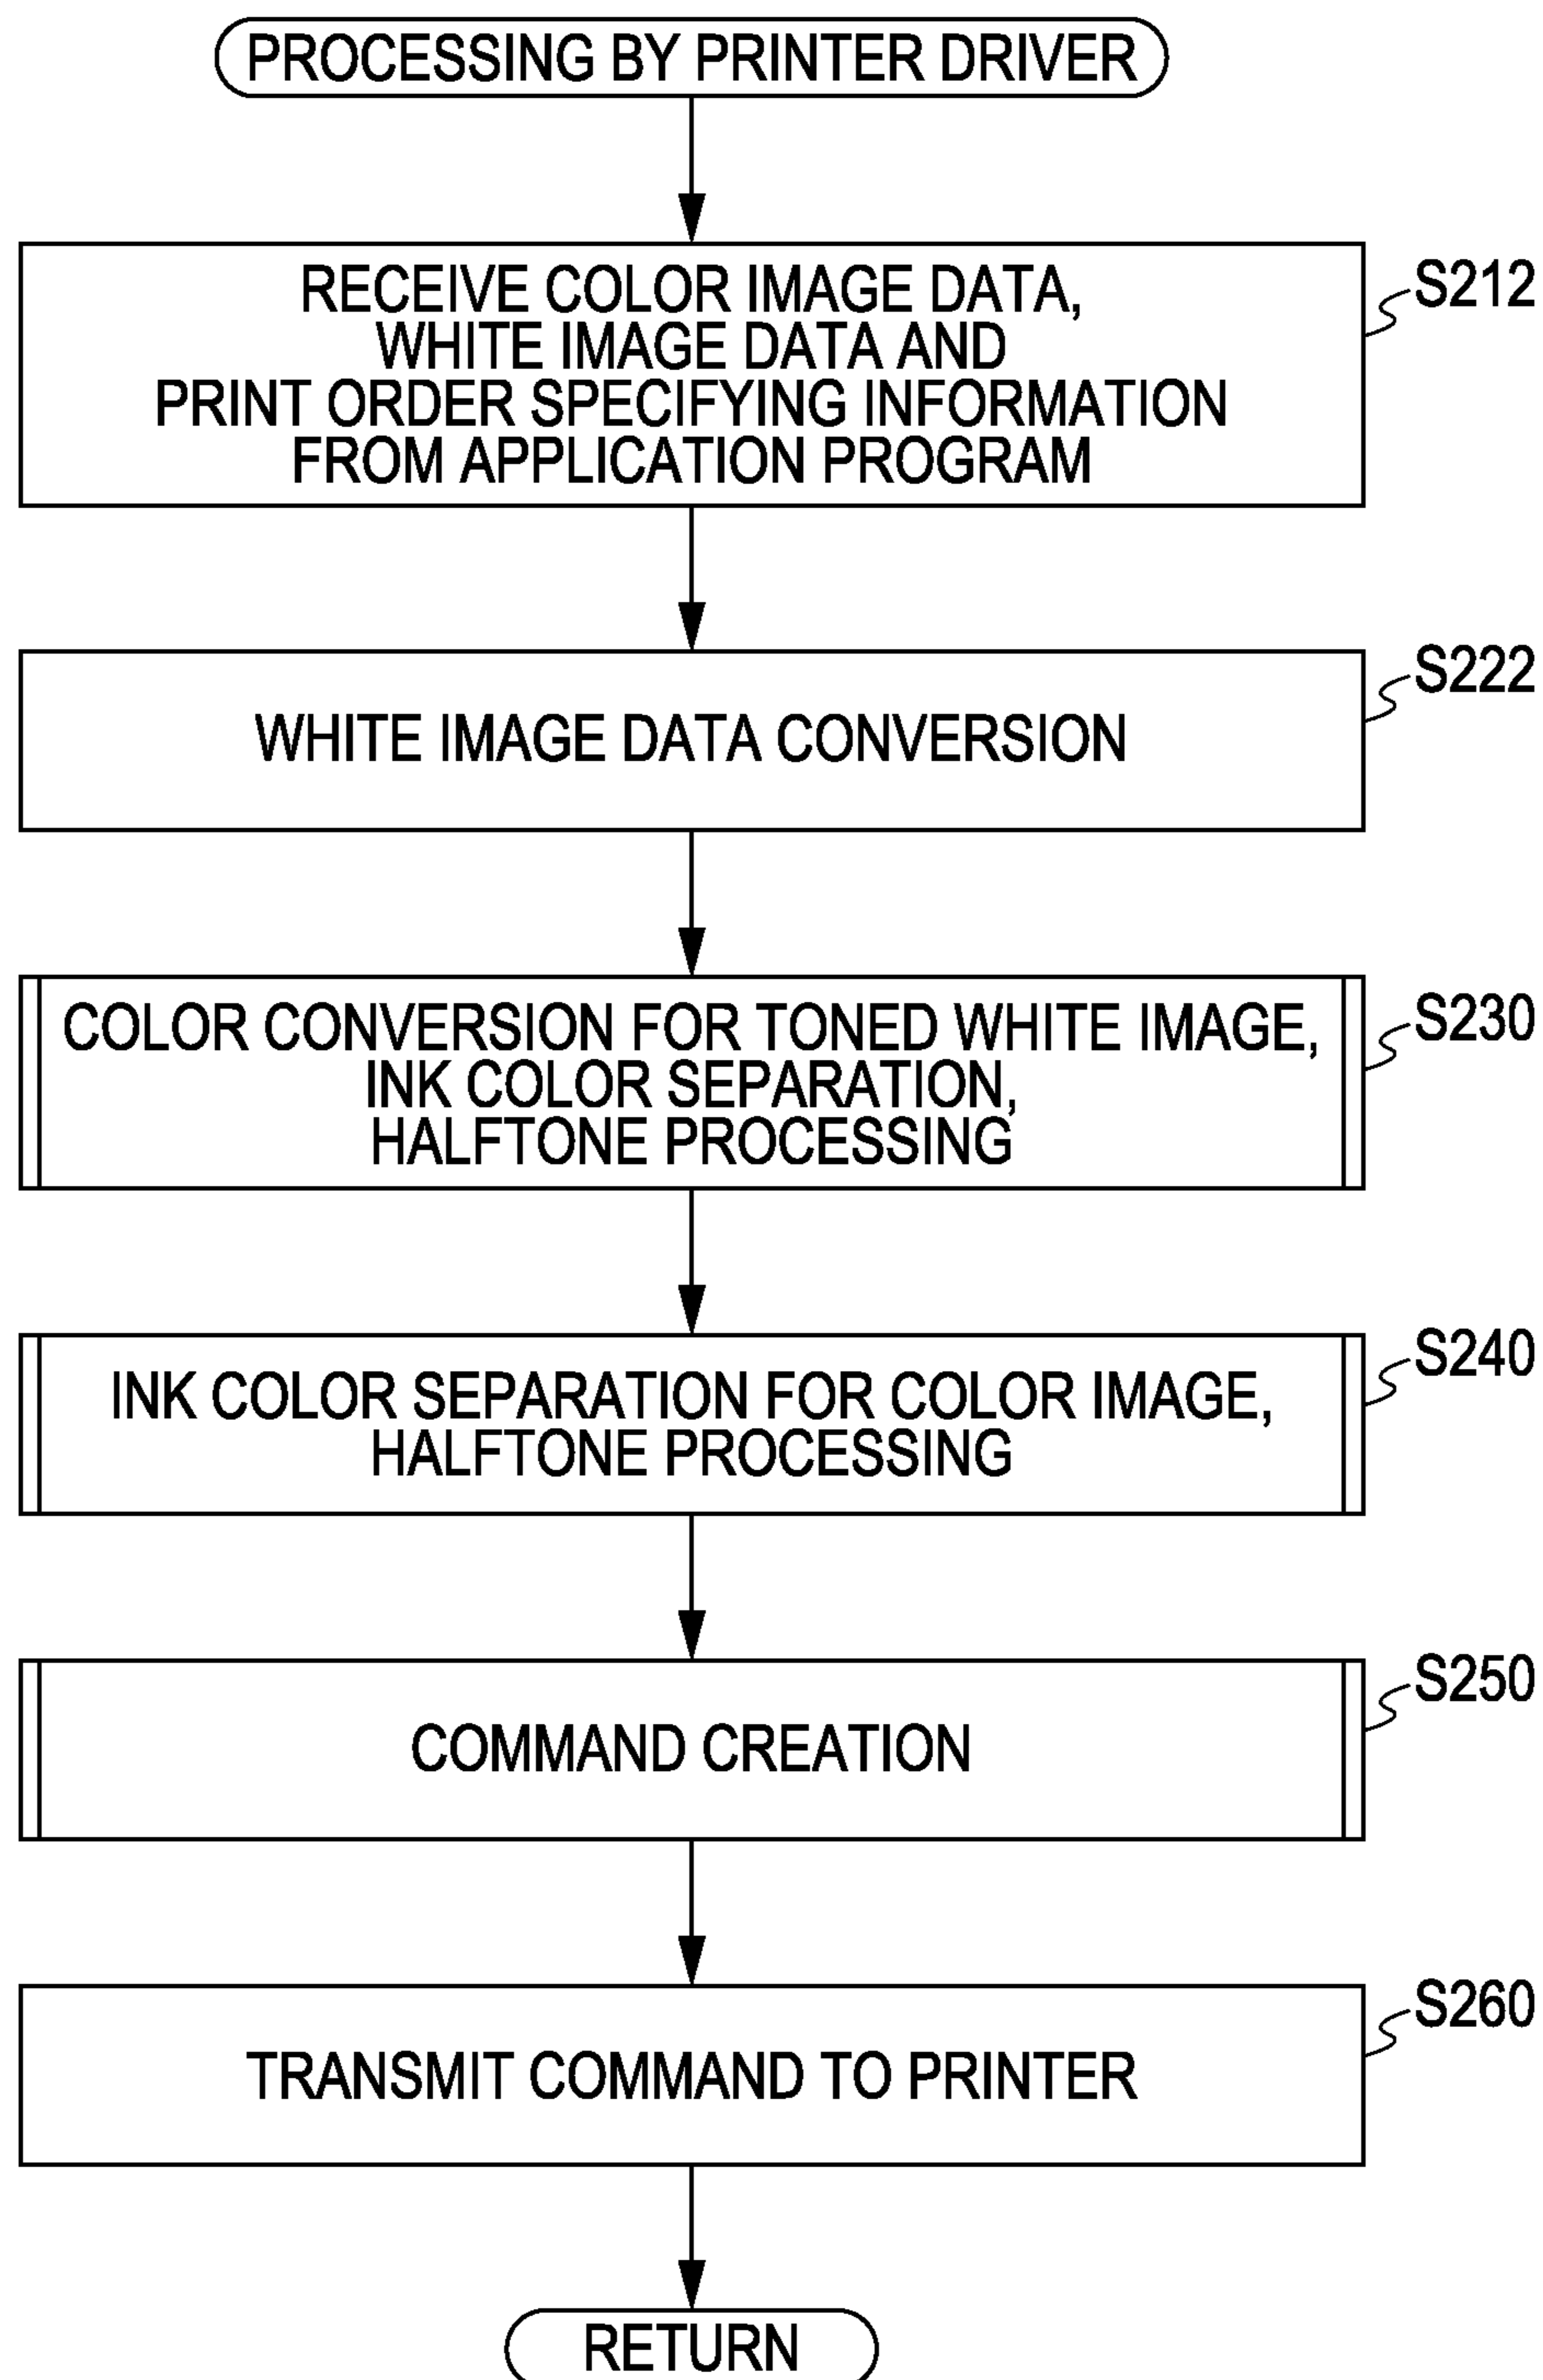 PROCESSING BY PRINTER DRIVER
RECEIVE COLOR IMAGE DATA,
WHITE IMAGE DATA AND
PRINT ORDER SPECIFYING INFORMATION
FROM APPLICATION PROGRAM
S212
WHITE IMAGE DATA CONVERSION
S222
COLOR CONVERSION FOR TONED WHITE IMAGE,
INK COLOR SEPARATION,
HALFTONE PROCESSING
S230
INK COLOR SEPARATION FOR COLOR IMAGE,
HALFTONE PROCESSING
S240
COMMAND CREATION
S250
TRANSMIT COMMAND TO PRINTER
S260
RETURN